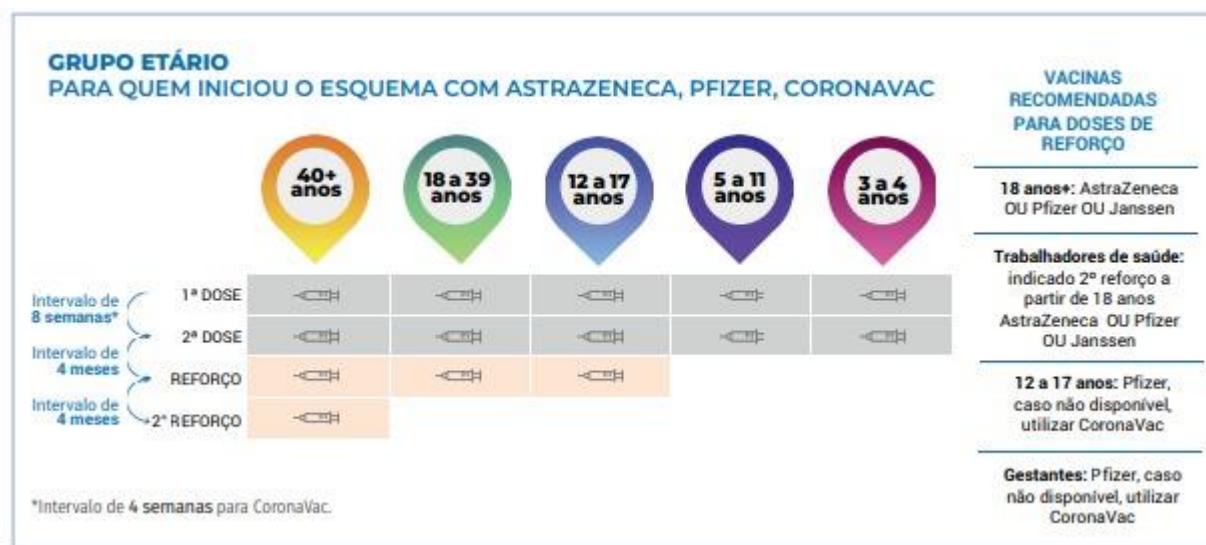 GRUPO ETÁRIO
PARA QUEM INICIOU O ESQUEMA COM ASTRAZENECA, PFIZER, CORONAVAC
40+
anos
18 a 39
anos
12 a 17
anos
5 a 11
anos
3 a 4
anos
Intervalo de
8 semanas*
Intervalo de
4 meses
Intervalo de
4 meses
1ª DOSE
2ª DOSE
REFORÇO
2° REFORÇO
*Intervalo de 4 semanas para CoronaVac.
VACINAS
RECOMENDADAS
PARA DOSES DE
REFORÇO
18 anos+: AstraZeneca
OU Pfizer OU Janssen
Trabalhadores de saúde:
indicado 2º reforço a
partir de 18 anos
AstraZeneca OU Pfizer
OU Janssen
12 a 17 anos: Pfizer,
caso não disponível,
utilizar CoronaVac
Gestantes: Pfizer, caso
não disponível, utilizar
CoronaVac